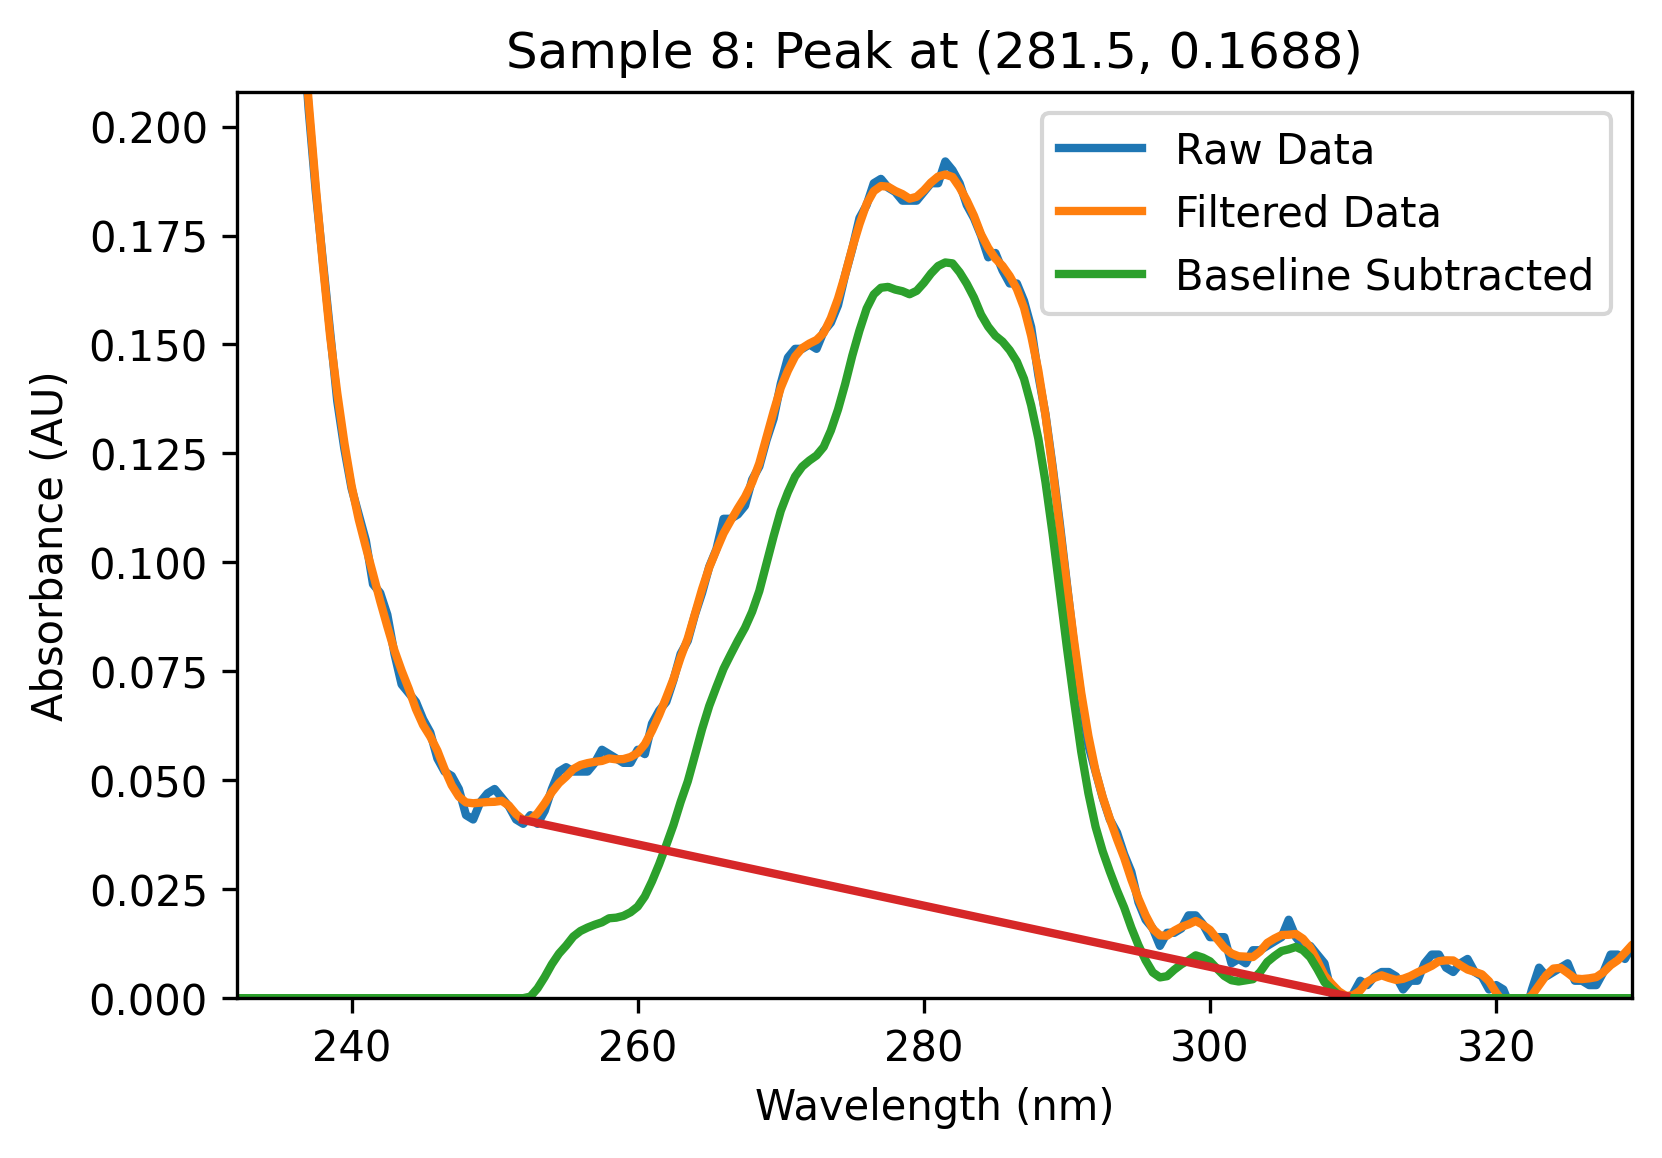 Sample 8: Peak at (281.5, 0.1688)
Raw Data
Filtered Data
Baseline Subtracted
0.200
0.175
0.150
0.125
0.100
0.075
0.050
0.025
0.000
Absorbance (AU)
240 260 280 300 320
Wavelength (nm)